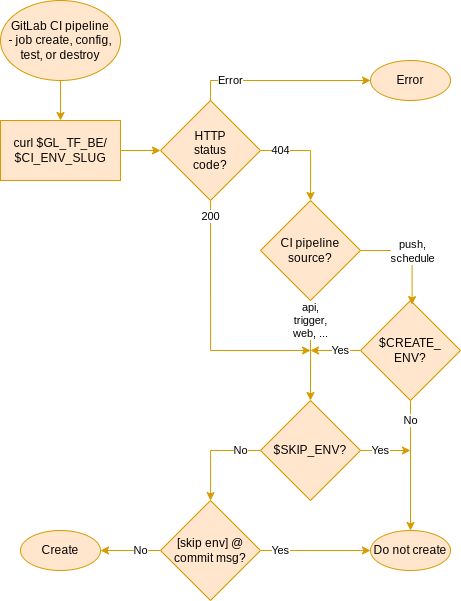 GitLab CI pipeline
- job create, config,
test, or destroy
Error
Error
curl $GL_TF_BE/
$CI_ENV_SLUG
HTTP
status
code?
404
200
CI pipeline
source?
push,
schedule
api,
trigger,
web, ...
Yes
$CREATE_
ENV?
No
No
$SKIP_ENV?
Yes
Create
No
[skip env] @
commit msg?
Yes
Do not create